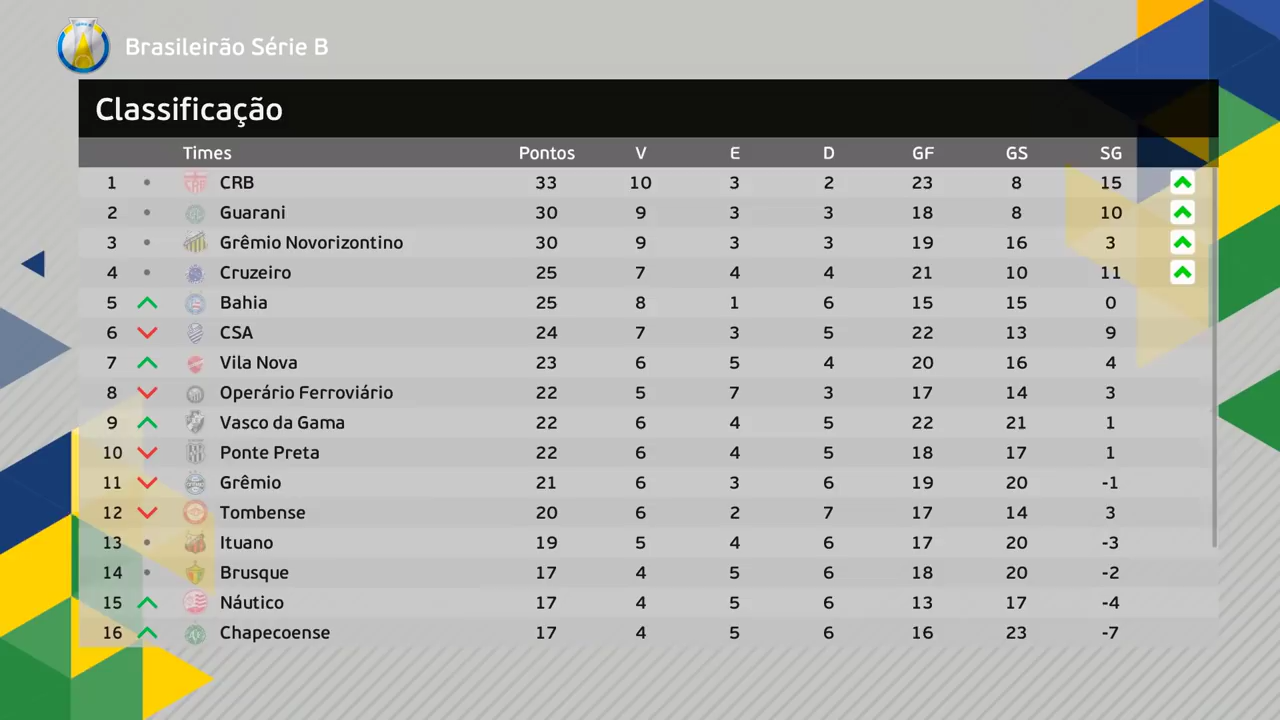 Brasileirão Série B
Classificação
Times Pontos V E D GF GS SG
1 CRB 33 10 3 2 23 8 15
2 Guarani 30 9 3 3 18 8 10
3 Grêmio Novorizontino 30 9 3 3 19 16 3
4 Cruzeiro 25 7 4 4 21 10 11
5 Bahia 25 8 1 6 15 15 0
6 CSA 24 7 3 5 22 13 9
7 Vila Nova 23 6 5 4 20 16 4
8 Operário Ferroviário 22 5 7 3 17 14 3
9 Vasco da Gama 22 6 4 5 22 21 1
10 Ponte Preta 22 6 4 5 18 17 1
11 Grêmio 21 6 3 6 19 20 -1
12 Tombense 20 6 2 7 17 14 3
13 Ituano 19 5 4 6 17 20 -3
14 Brusque 17 4 5 6 18 20 -2
15 Náutico 17 4 5 6 13 17 -4
16 Chapecoense 17 4 5 6 16 23 -7